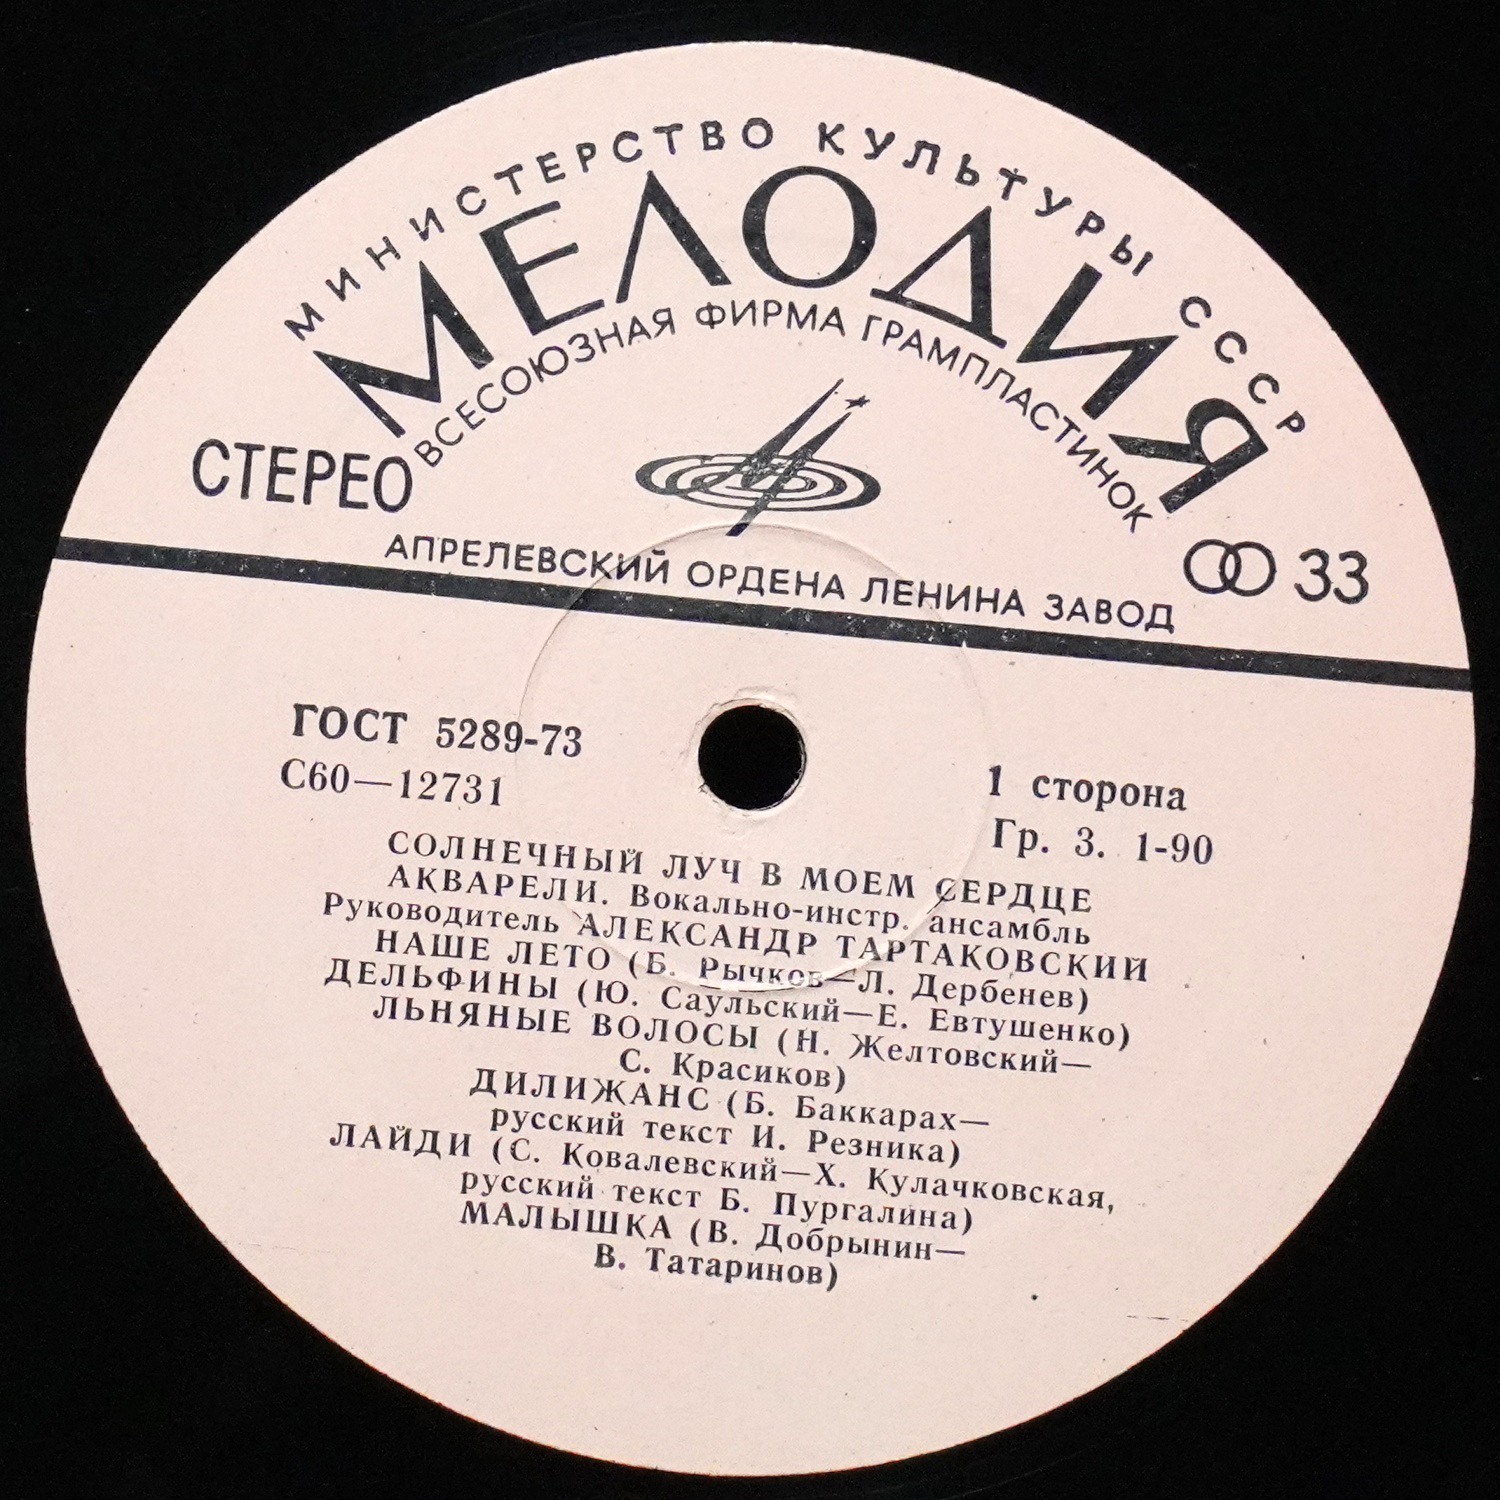 МИНИСТЕРСТВО КУЛЬТУРЫ СССР
МЕЛОДИЯ
ВСЕСОЮЗНАЯ ФИРМА ГРАМПЛАСТИНОК
СТЕРЕО
33
АПРЕЛЕВСКИЙ ОРДЕНА ЛЕНИНА ЗАВОД
ГОСТ 5289-73
С60—12731
1 сторона
Гр. 3. 1-90
СОЛНЕЧНЫЙ ЛУЧ В МОЕМ СЕРДЦЕ
АКВАРЕЛИ. Вокально-инстр. ансамбль
Руководитель АЛЕКСАНДР ТАРТАКОВСКИЙ
НАШЕ ЛЕТО (Б. Рычков—Л. Дербенев)
ДЕЛЬФИНЫ (Ю. Саульский—Е. Евтушенко)
ЛЬНЯНЫЕ ВОЛОСЫ (Н. Желтовский—
С. Красиков)
ДИЛИЖАНС (Б. Баккарах—
русский текст И. Резника)
ЛАЙДИ (С. Ковалевский—Х. Кулачковская,
русский текст Б. Пургалина)
МАЛЫШКА (В. Добрынин—
В. Татаринов)